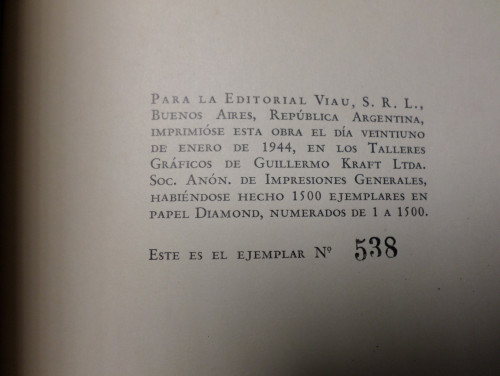 Para la Editorial Viau, S. R. L.,
Buenos Aires, República Argentina,
imprimióse esta obra el día veintiuno
de enero de 1944, en los Talleres
Gráficos de Guillermo Kraft Ltda.
Soc. Anón. de Impresiones Generales,
habiéndose hecho 1500 ejemplares en
papel Diamond, numerados de 1 a 1500.
Este es el ejemplar Nº 538